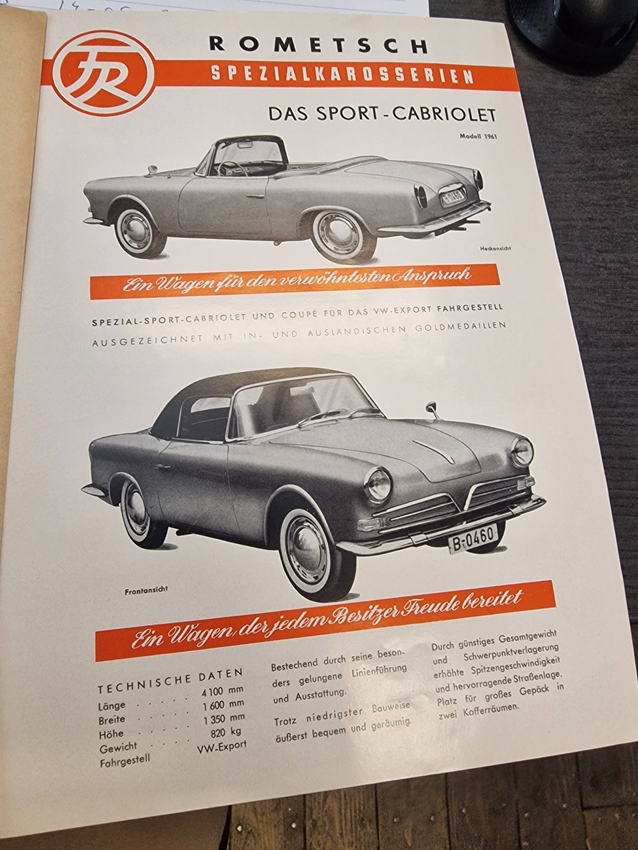 FR
ROMETSCH
SPEZIALKAROSSERIEN
DAS SPORT-CABRIOLET
Modell 1961
Heckansicht
Ein Wagen für den verwöhntesten Anspruch
SPEZIAL-SPORT-CABRIOLET UND COUPÉ FÜR DAS VW-EXPORT FAHRGESTELL
AUSGEZEICHNET MIT IN- UND AUSLÄNDISCHEN GOLDMEDAILLEN
B-0460
Frontansicht
Ein Wagen, der jedem Besitzer Freude bereitet
TECHNISCHE DATEN
Länge . . . . . . 4100 mm
Breite . . . . . . 1600 mm
Höhe . . . . . . 1350 mm
Gewicht . . . . . 820 kg
Fahrgestell VW-Export
Bestechend durch seine beson-
ders gelungene Linienführung
und Ausstattung.
Trotz niedrigster Bauweise
äußerst bequem und geräumig.
Durch günstiges Gesamtgewicht
und Schwerpunktverlagerung
erhöhte Spitzengeschwindigkeit
und hervorragende Straßenlage.
Platz für großes Gepäck in
zwei Kofferräumen.